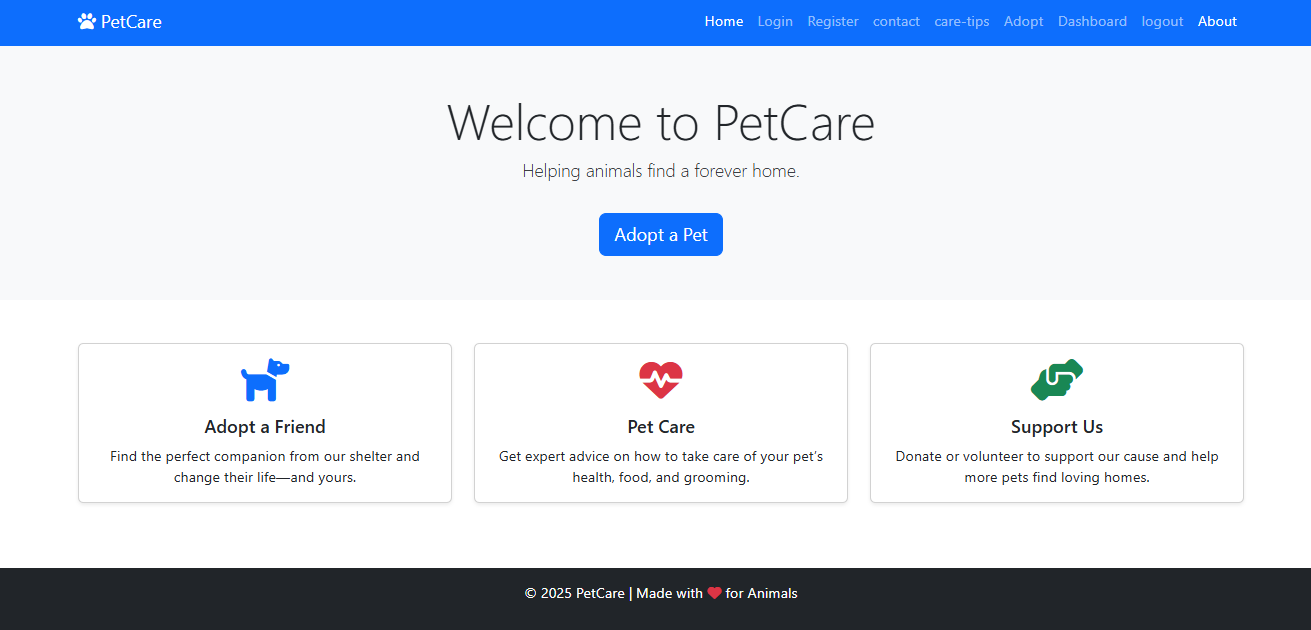 PetCare
Home Login Register contact care-tips Adopt Dashboard logout About
Welcome to PetCare
Helping animals find a forever home.
Adopt a Pet
Adopt a Friend
Find the perfect companion from our shelter and
change their life—and yours.
Pet Care
Get expert advice on how to take care of your pet’s
health, food, and grooming.
Support Us
Donate or volunteer to support our cause and help
more pets find loving homes.
© 2025 PetCare | Made with ❤ for Animals